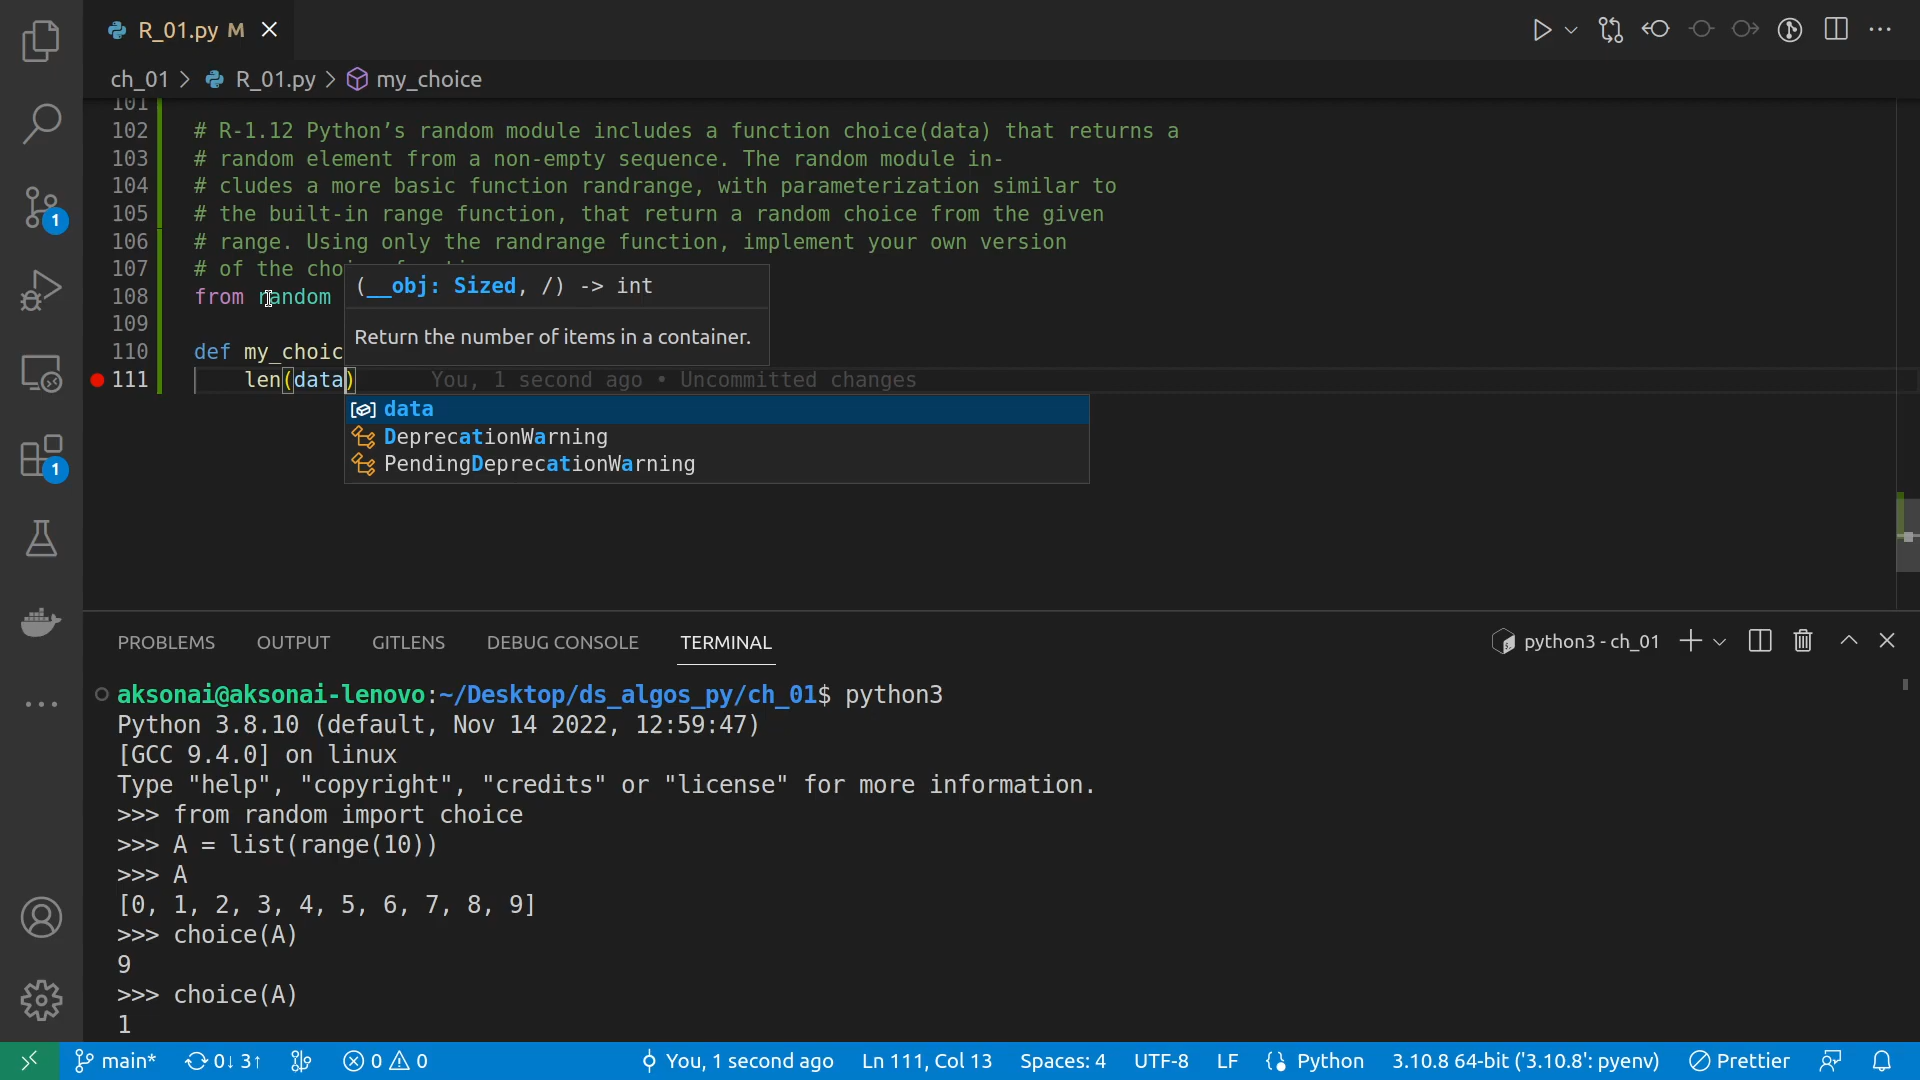 R_01.py M
ch_01 > R_01.py > my_choice
101
102 # R-1.12 Python’s random module includes a function choice(data) that returns a
103 # random element from a non-empty sequence. The random module in-
104 # cludes a more basic function randrange, with parameterization similar to
105 # the built-in range function, that return a random choice from the given
106 # range. Using only the randrange function, implement your own version
107 # of the cho
(__obj: Sized, /) -> int
108 from random
109
Return the number of items in a container.
110 def my_choic
111 len(data) You, 1 second ago • Uncommitted changes
data
DeprecationWarning
PendingDeprecationWarning
1
1
PROBLEMS OUTPUT GITLENS DEBUG CONSOLE TERMINAL python3 - ch_01
aksonai@aksonai-lenovo:~/Desktop/ds_algos_py/ch_01$ python3
Python 3.8.10 (default, Nov 14 2022, 12:59:47)
[GCC 9.4.0] on linux
Type "help", "copyright", "credits" or "license" for more information.
>>> from random import choice
>>> A = list(range(10))
>>> A
[0, 1, 2, 3, 4, 5, 6, 7, 8, 9]
>>> choice(A)
9
>>> choice(A)
1
main* 0↓ 3↑ 0 0 You, 1 second ago Ln 111, Col 13 Spaces: 4 UTF-8 LF Python 3.10.8 64-bit ('3.10.8': pyenv) Prettier